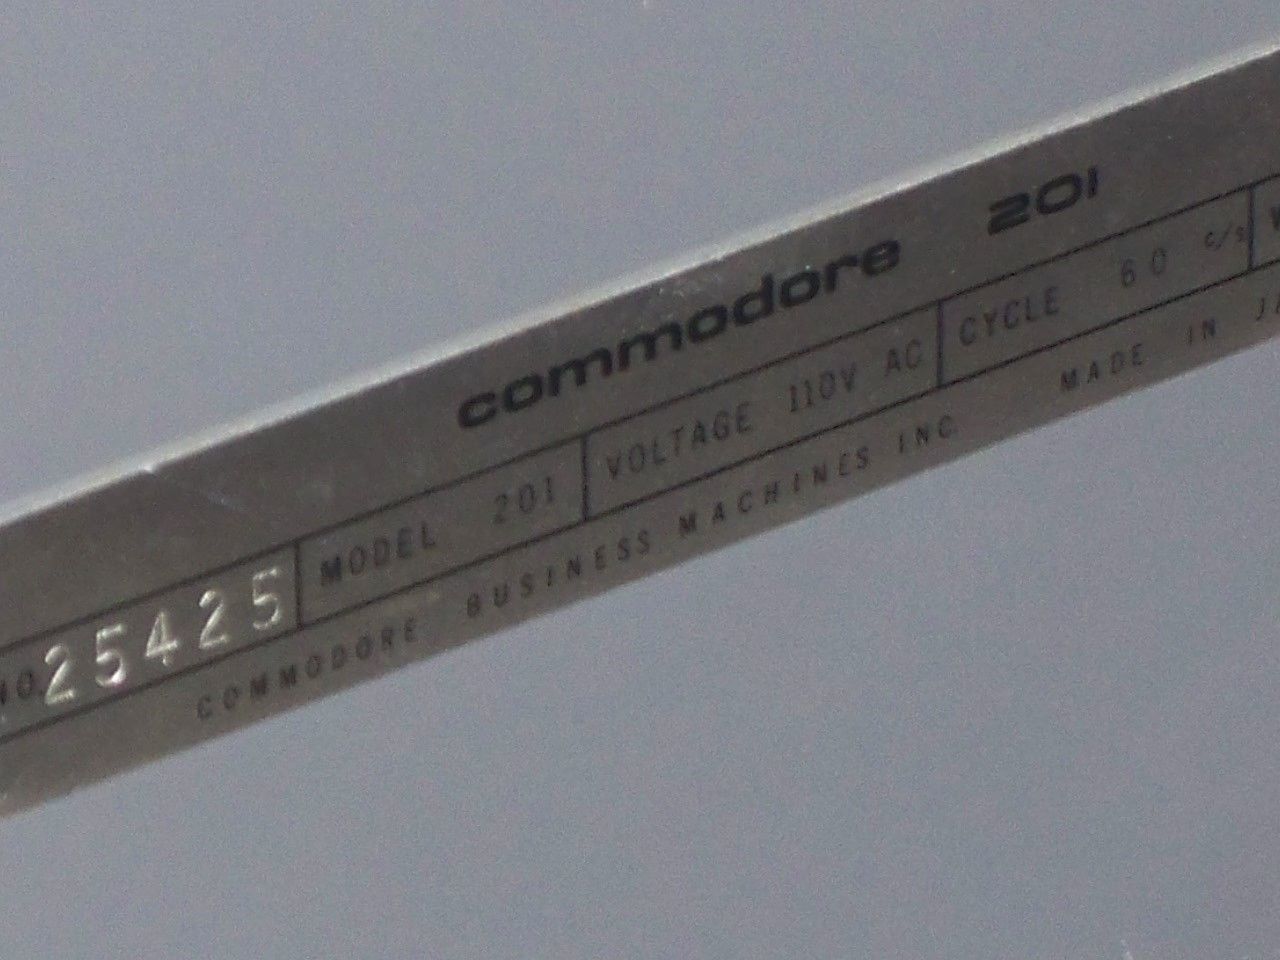 commodore 201
NO. 25425 MODEL 201 VOLTAGE 110V AC CYCLE 60 c/s
COMMODORE BUSINESS MACHINES INC. MADE IN